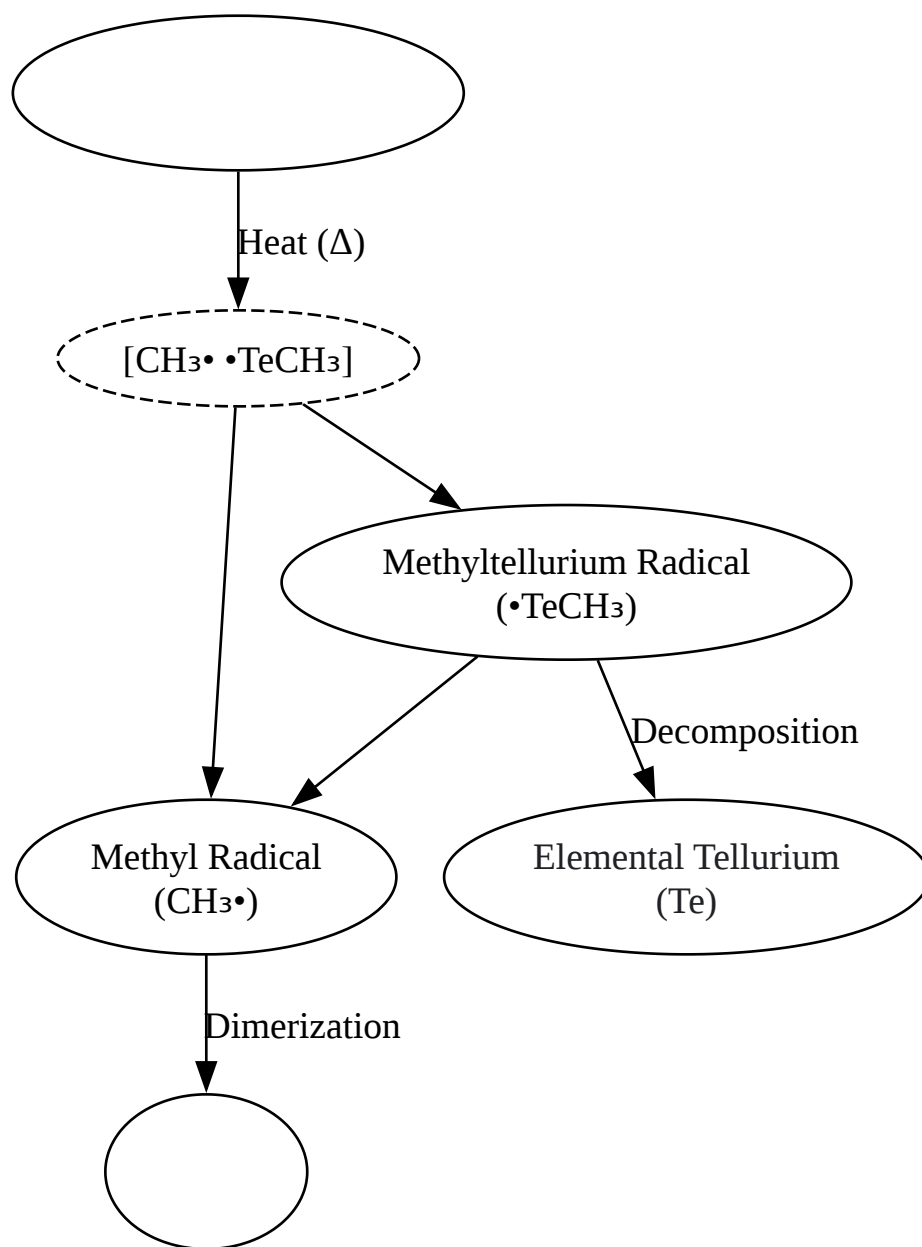 Heat (Δ)
[CH₃• •TeCH₃]
Methyltellurium Radical
(•TeCH₃)
Decomposition
Methyl Radical
(CH₃•)
Elemental Tellurium
(Te)
Dimerization